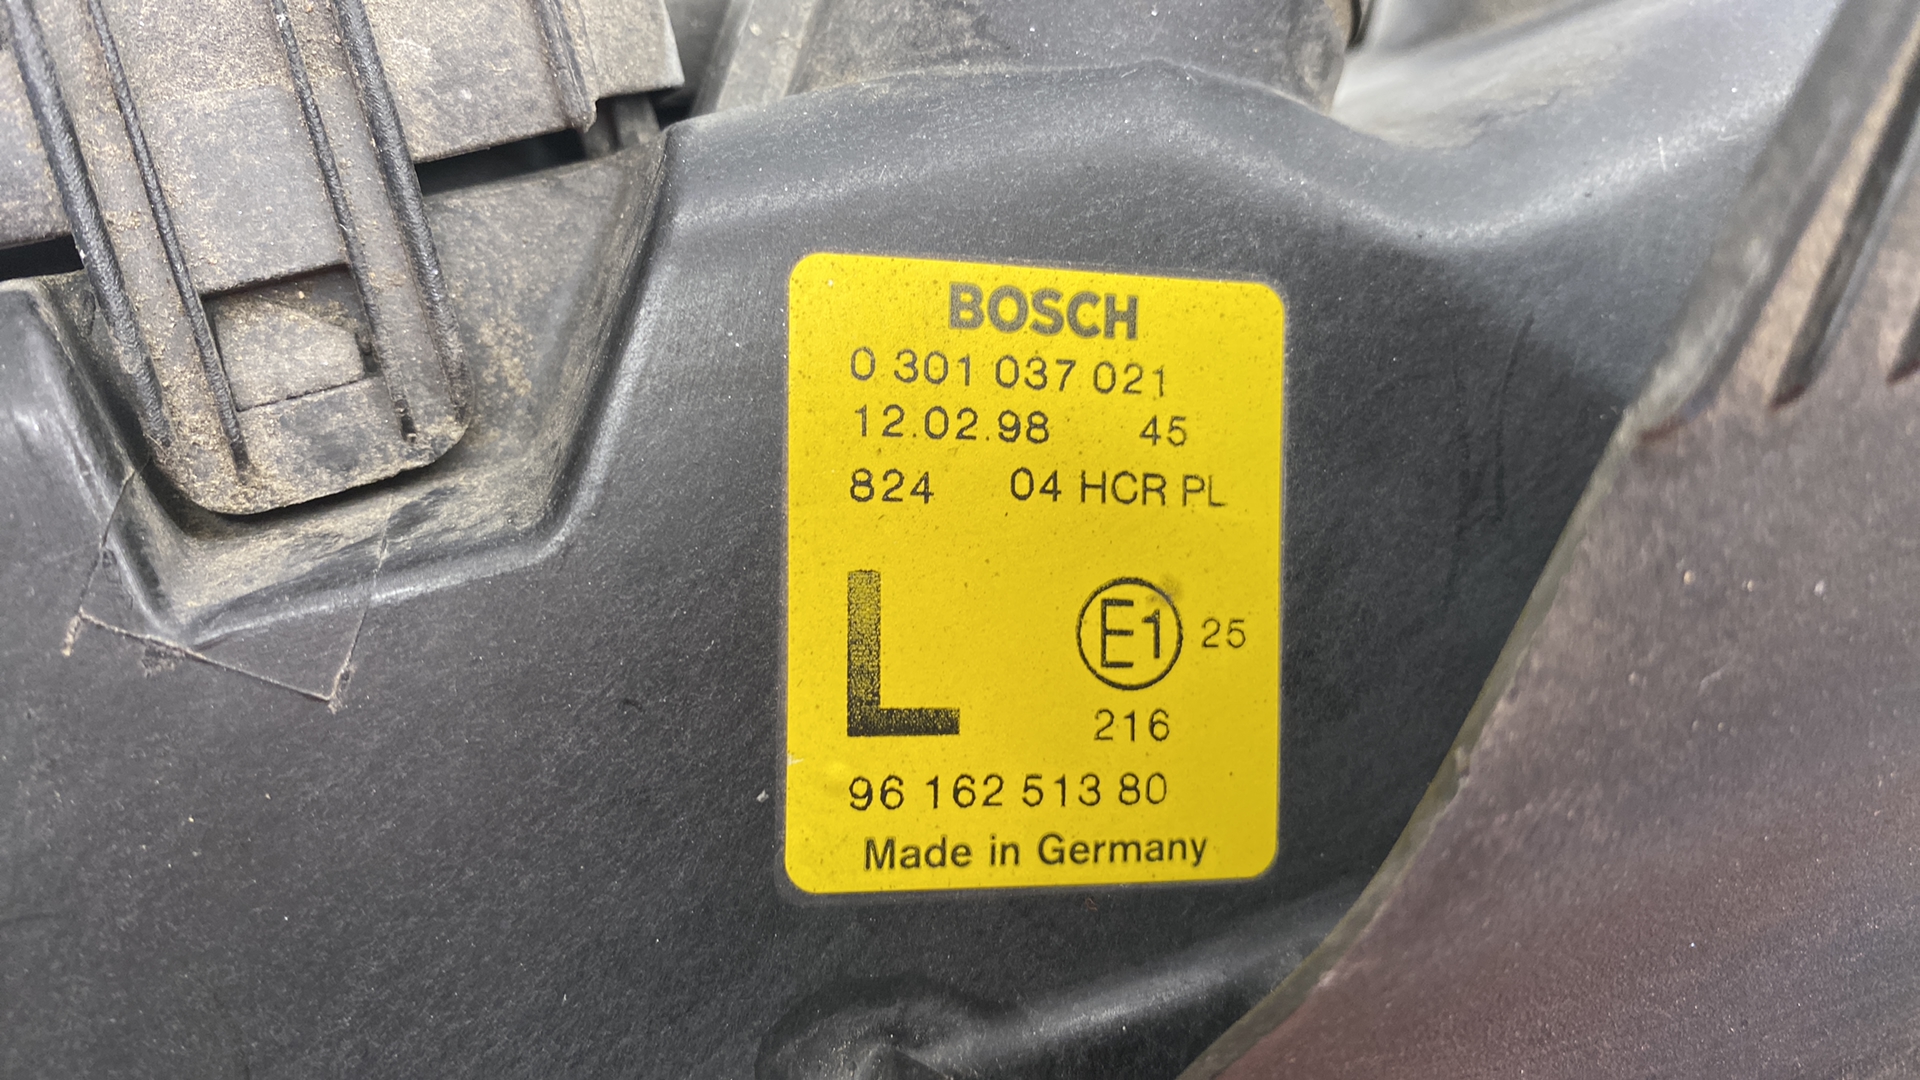 BOSCH
0 301 037 021
12.02.98 45
824 04 HCR PL
L E1 25
216
96 162 513 80
Made in Germany